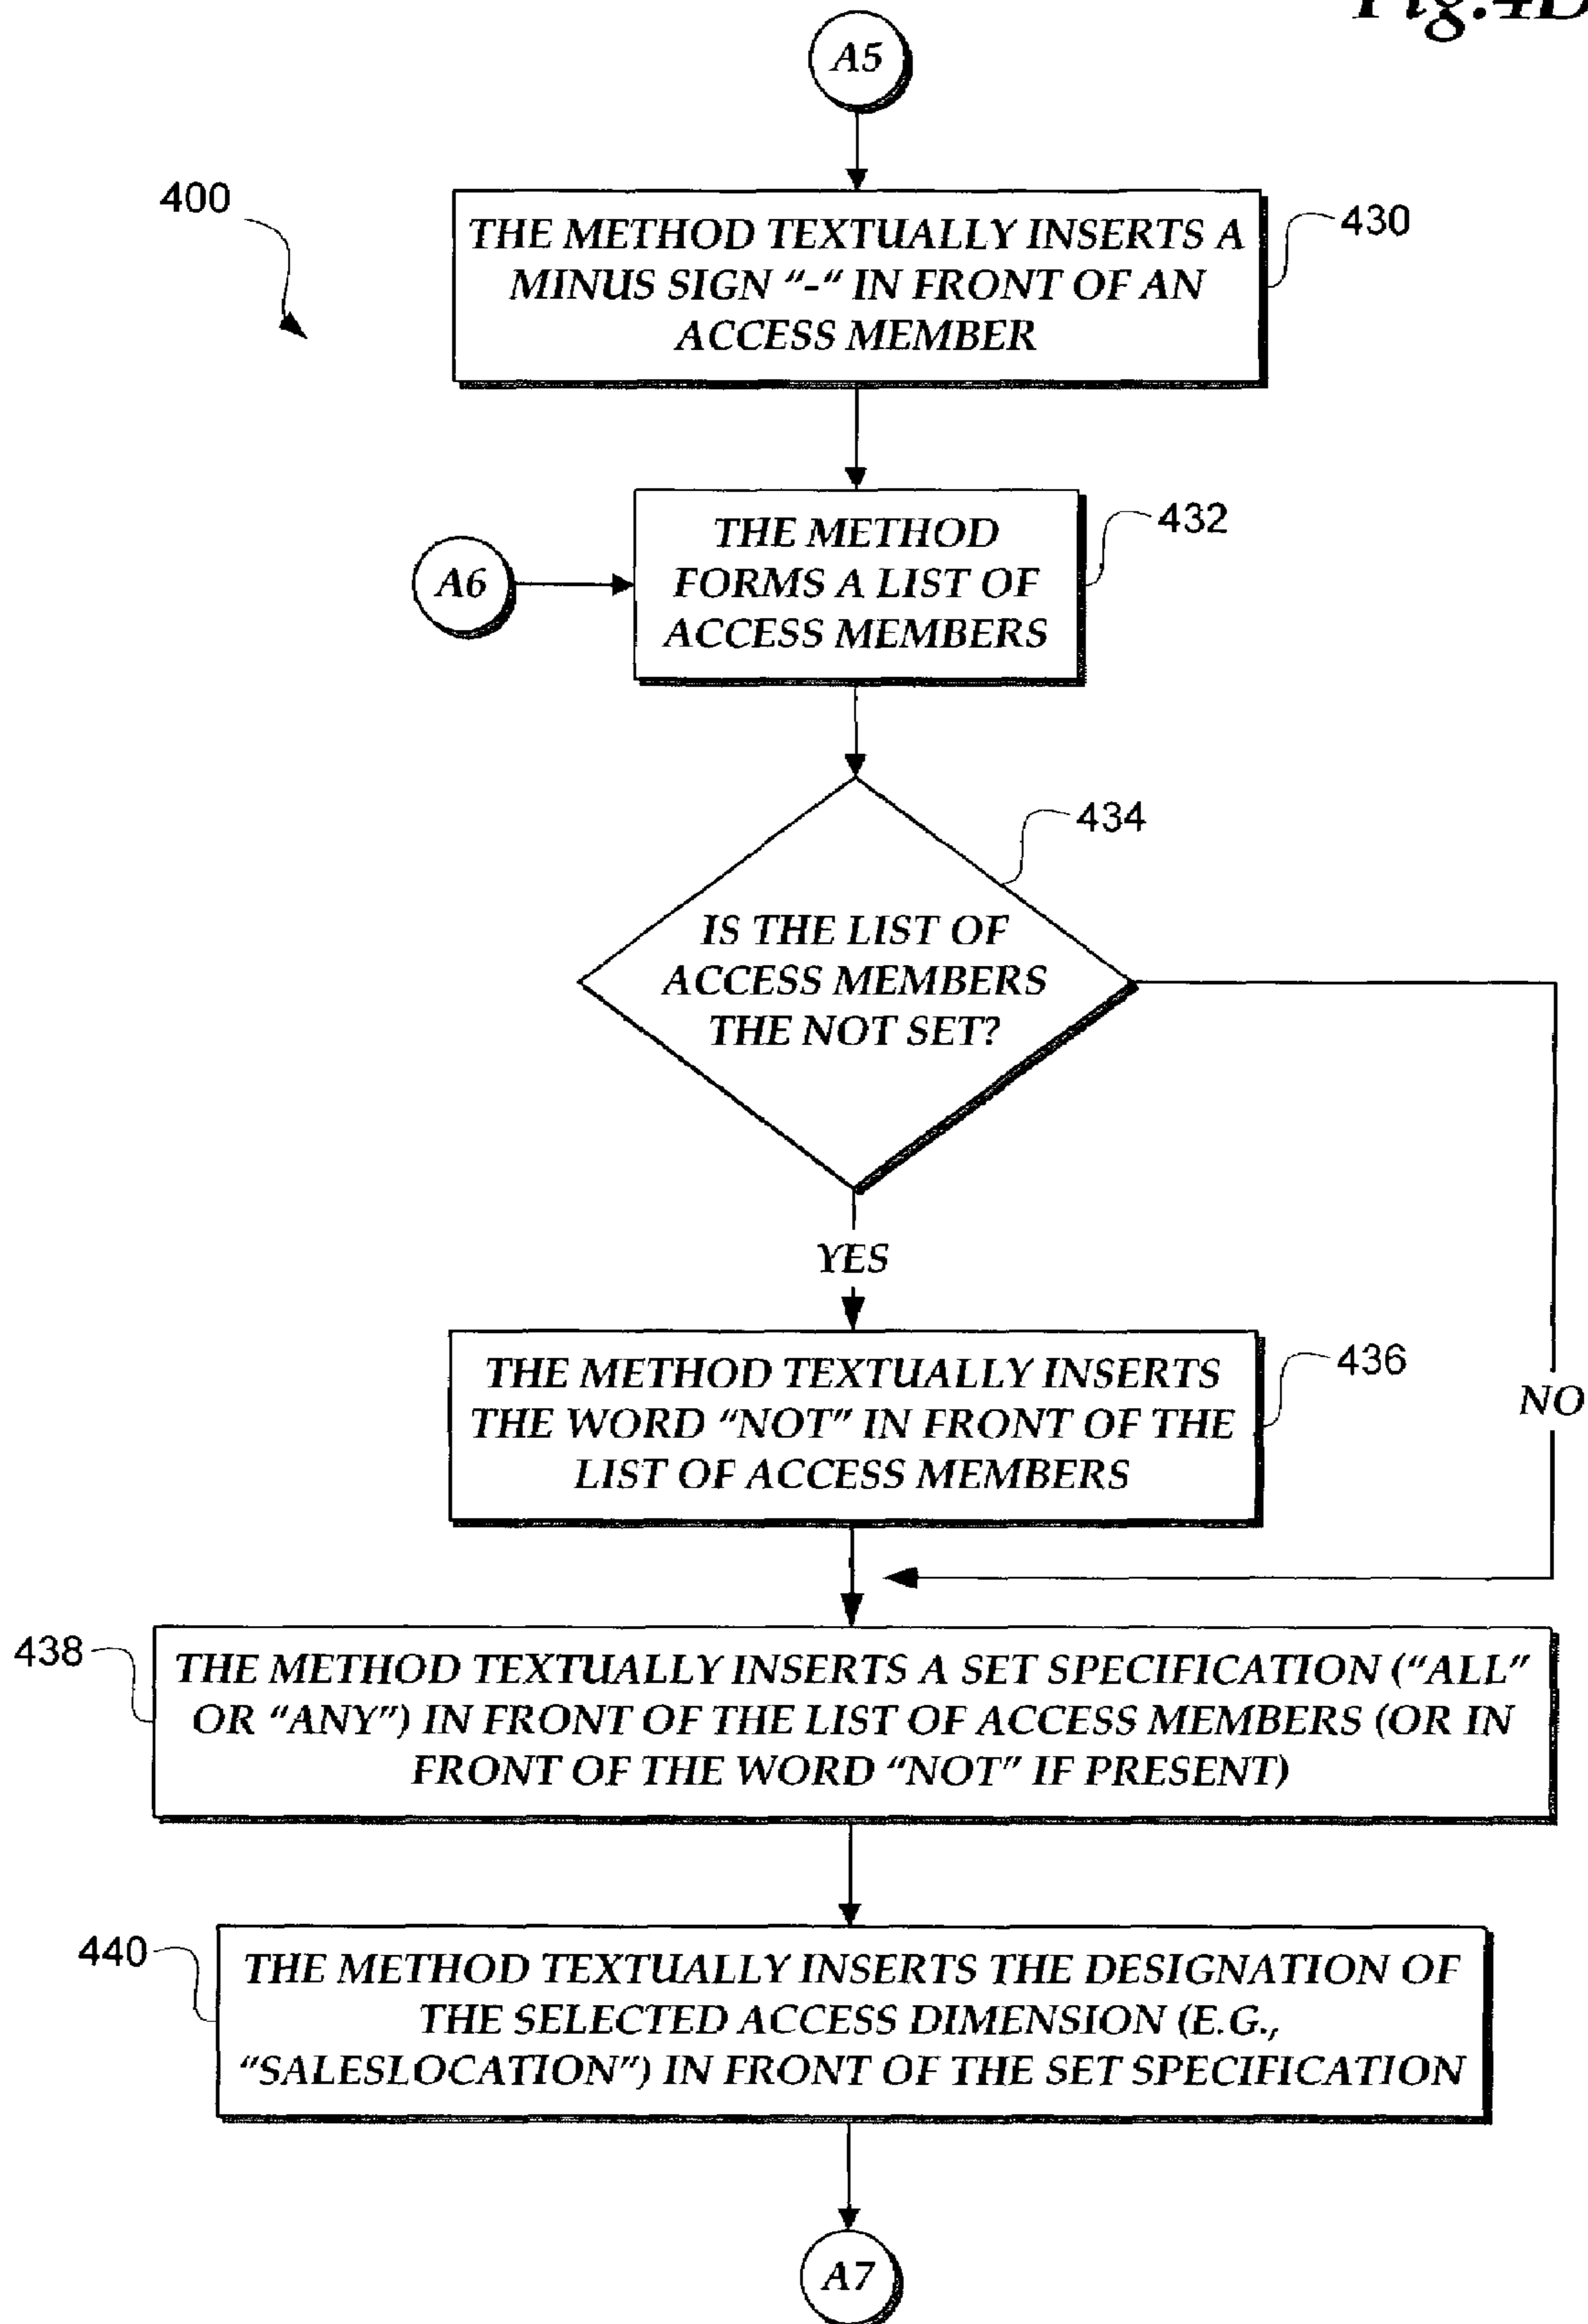 Fig.4D
A5
400
THE METHOD TEXTUALLY INSERTS A
MINUS SIGN "-" IN FRONT OF AN
ACCESS MEMBER
430
A6
THE METHOD
FORMS A LIST OF
ACCESS MEMBERS
432
434
IS THE LIST OF
ACCESS MEMBERS
THE NOT SET?
YES
NO
THE METHOD TEXTUALLY INSERTS
THE WORD "NOT" IN FRONT OF THE
LIST OF ACCESS MEMBERS
436
438
THE METHOD TEXTUALLY INSERTS A SET SPECIFICATION ("ALL"
OR "ANY") IN FRONT OF THE LIST OF ACCESS MEMBERS (OR IN
FRONT OF THE WORD "NOT" IF PRESENT)
440
THE METHOD TEXTUALLY INSERTS THE DESIGNATION OF
THE SELECTED ACCESS DIMENSION (E.G.,
"SALESLOCATION") IN FRONT OF THE SET SPECIFICATION
A7